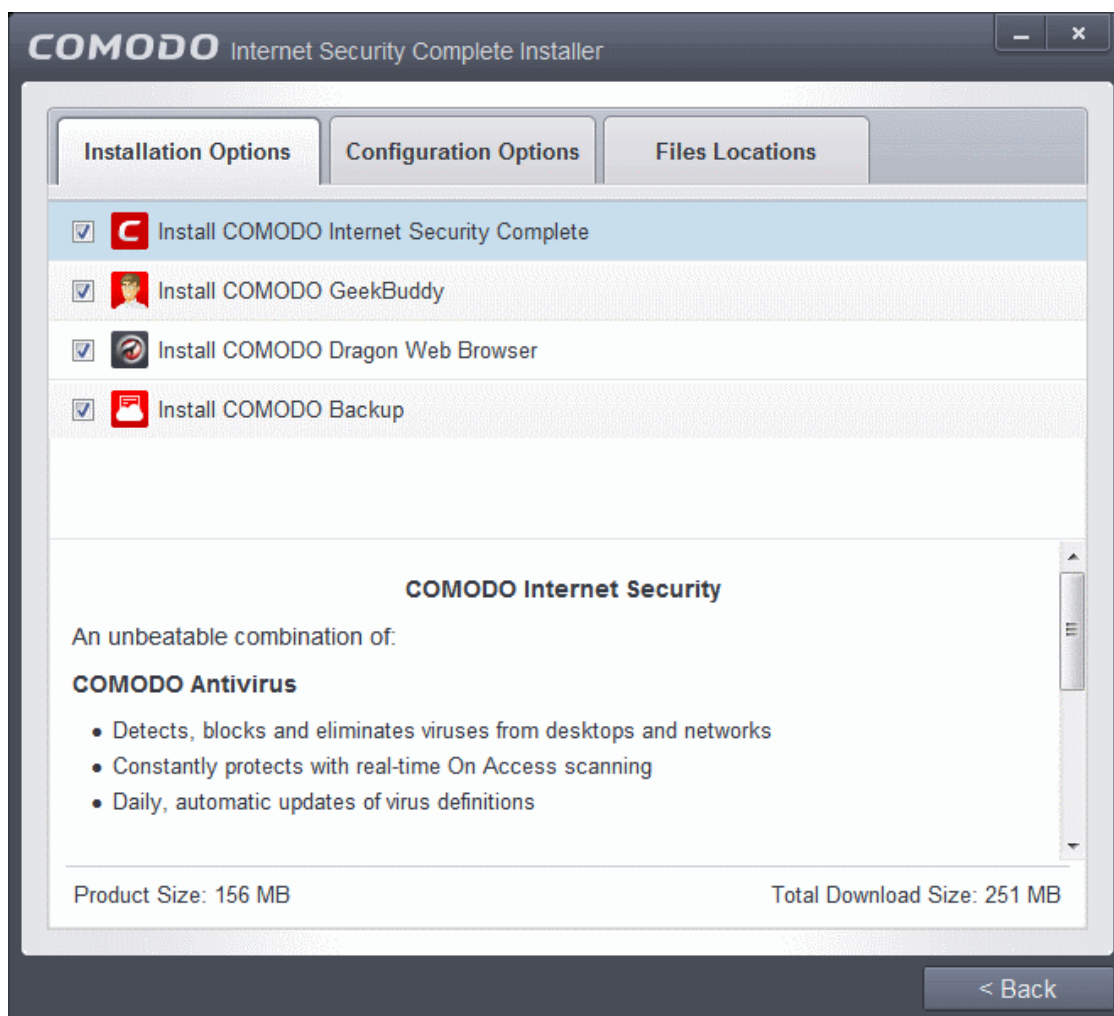 COMODO Internet Security Complete Installer
Installation Options
Configuration Options
Files Locations
Install COMODO Internet Security Complete
Install COMODO GeekBuddy
Install COMODO Dragon Web Browser
Install COMODO Backup
COMODO Internet Security
An unbeatable combination of:
COMODO Antivirus
• Detects, blocks and eliminates viruses from desktops and networks
• Constantly protects with real-time On Access scanning
• Daily, automatic updates of virus definitions
Product Size: 156 MB
Total Download Size: 251 MB
< Back